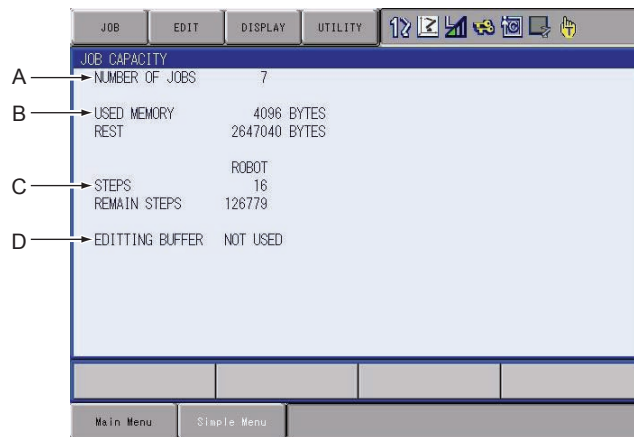 JOB EDIT DISPLAY UTILITY
JOB CAPACITY
A NUMBER OF JOBS 7
B USED MEMORY 4096 BYTES
REST 2647040 BYTES
ROBOT
C STEPS 16
REMAIN STEPS 126779
D EDITTING BUFFER NOT USED
Main Menu Simple Menu